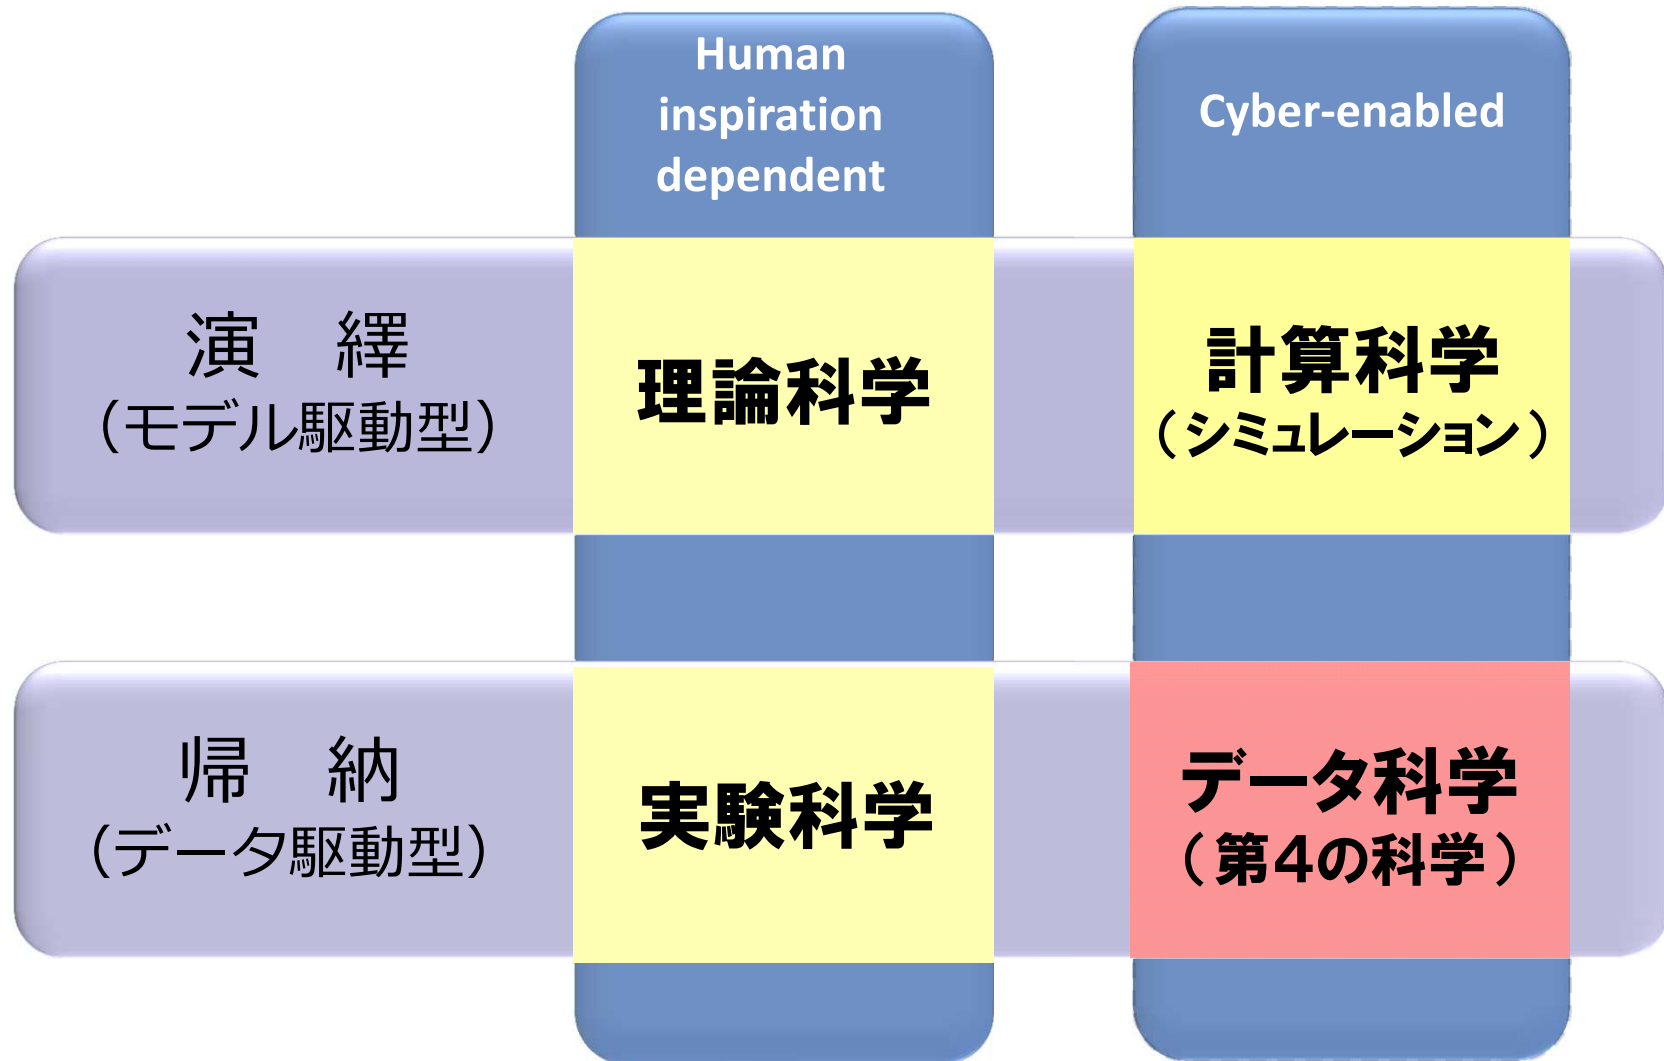 Human
inspiration
dependent
Cyber-enabled
演　繹
（モデル駆動型）
理論科学
計算科学
（シミュレーション）
帰　納
（データ駆動型）
実験科学
データ科学
（第４の科学）